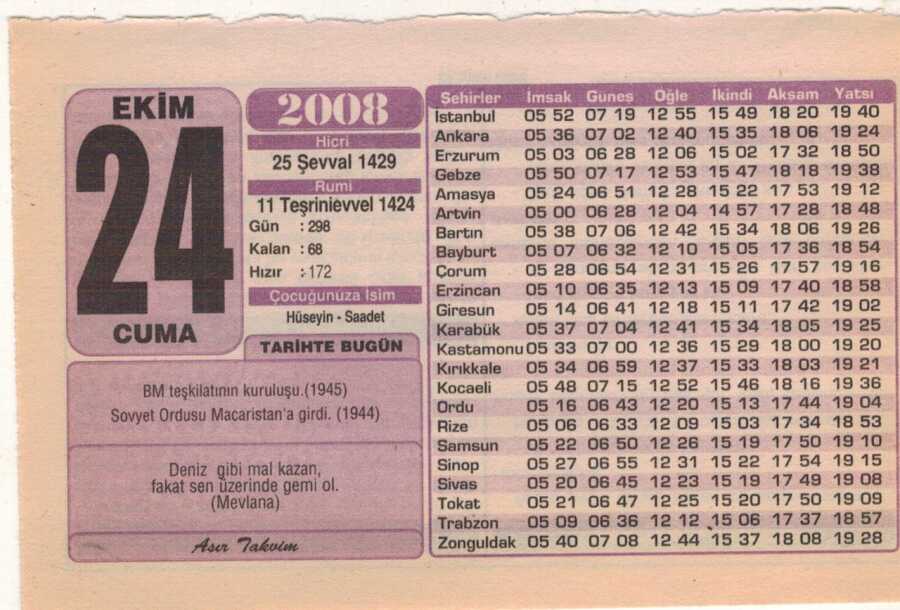 EKİM
24
CUMA
2008
Hicri
25 Şevval 1429
Rumi
11 Teşrinievvel 1424
Gün : 298
Kalan : 68
Hızır : 172
Çocuğunuza İsim
Hüseyin - Saadet
TARİHTE BUGÜN
BM teşkilatının kuruluşu.(1945)
Sovyet Ordusu Macaristan'a girdi. (1944)
Deniz gibi mal kazan,
fakat sen üzerinde gemi ol.
(Mevlana)
Asır Takvim
Şehirler İmsak Güneş Öğle İkindi Akşam Yatsı
İstanbul 05 52 07 19 12 55 15 49 18 20 19 40
Ankara 05 36 07 02 12 40 15 35 18 06 19 24
Erzurum 05 03 06 28 12 06 15 02 17 32 18 50
Gebze 05 50 07 17 12 53 15 47 18 18 19 38
Amasya 05 24 06 51 12 28 15 22 17 53 19 12
Artvin 05 00 06 28 12 04 14 57 17 28 18 48
Bartın 05 38 07 06 12 42 15 34 18 06 19 26
Bayburt 05 07 06 32 12 10 15 05 17 36 18 54
Çorum 05 28 06 54 12 31 15 26 17 57 19 16
Erzincan 05 10 06 35 12 13 15 09 17 40 18 58
Giresun 05 14 06 41 12 18 15 11 17 42 19 02
Karabük 05 37 07 04 12 41 15 34 18 05 19 25
Kastamonu 05 33 07 00 12 36 15 29 18 00 19 20
Kırıkkale 05 34 06 59 12 37 15 33 18 03 19 21
Kocaeli 05 48 07 15 12 52 15 46 18 16 19 36
Ordu 05 16 06 43 12 20 15 13 17 44 19 04
Rize 05 06 06 33 12 09 15 03 17 34 18 53
Samsun 05 22 06 50 12 26 15 19 17 50 19 10
Sinop 05 27 06 55 12 31 15 22 17 54 19 15
Sivas 05 20 06 45 12 23 15 19 17 49 19 08
Tokat 05 21 06 47 12 25 15 20 17 50 19 09
Trabzon 05 09 06 36 12 12 15 06 17 37 18 57
Zonguldak 05 40 07 08 12 44 15 37 18 08 19 28